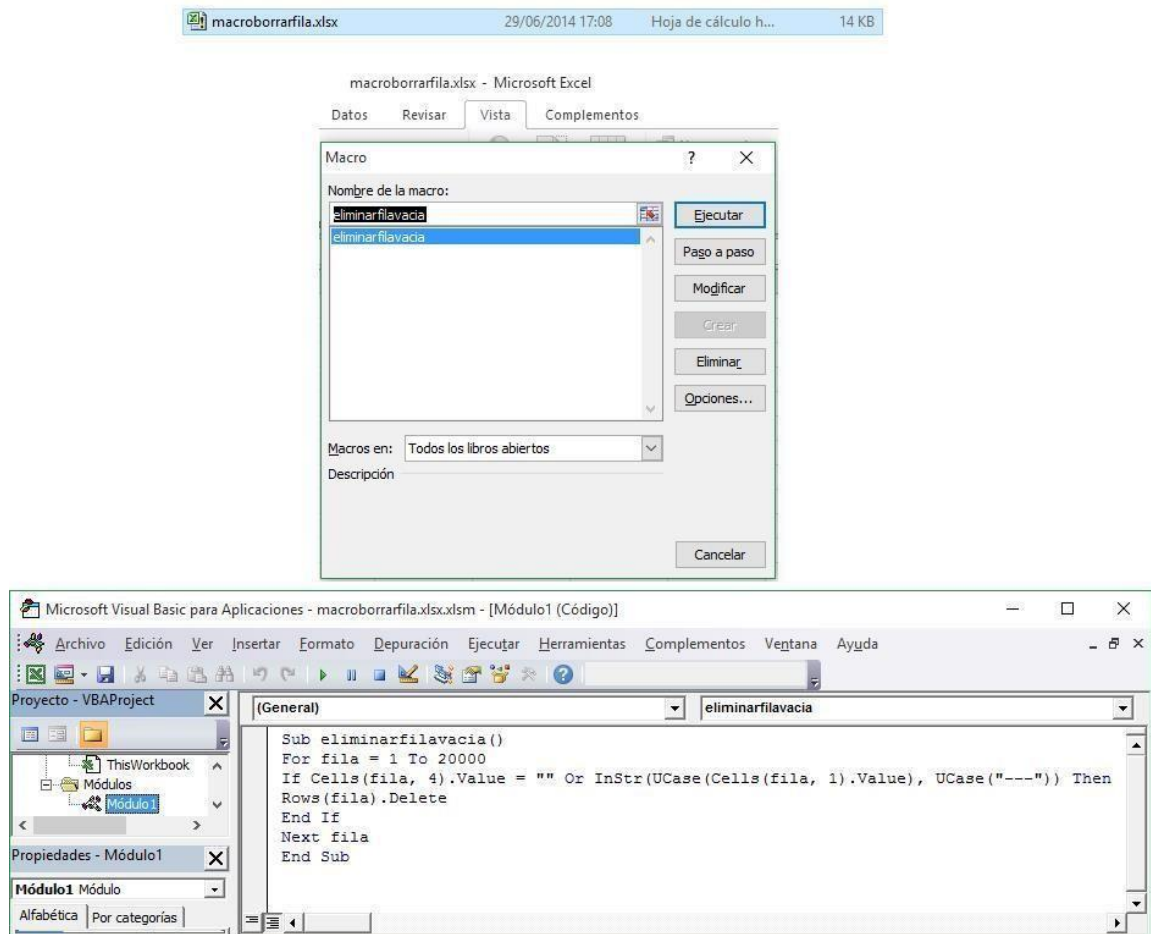 macroborrarfila.xlsx 29/06/2014 17:08 Hoja de cálculo h... 14 KB
macroborrarfila.xlsx - Microsoft Excel
Datos Revisar Vista Complementos
Macro ? X
Nombre de la macro:
eliminarfilavacia
eliminarfilavacia
Ejecutar
Paso a paso
Modificar
Crear
Eliminar
Opciones...
Macros en: Todos los libros abiertos
Descripción
Cancelar
Microsoft Visual Basic para Aplicaciones - macroborrarfila.xlsx.xlsm - [Módulo1 (Código)]
Archivo Edición Ver Insertar Formato Depuración Ejecutar Herramientas Complementos Ventana Ayuda
Proyecto - VBAProject
ThisWorkbook
Módulos
Módulo1
Propiedades - Módulo1
Módulo1 Módulo
Alfabética Por categorías
(General) eliminarfilavacia
Sub eliminarfilavacia()
For fila = 1 To 20000
If Cells(fila, 4).Value = "" Or InStr(UCase(Cells(fila, 1).Value), UCase("---")) Then
Rows(fila).Delete
End If
Next fila
End Sub